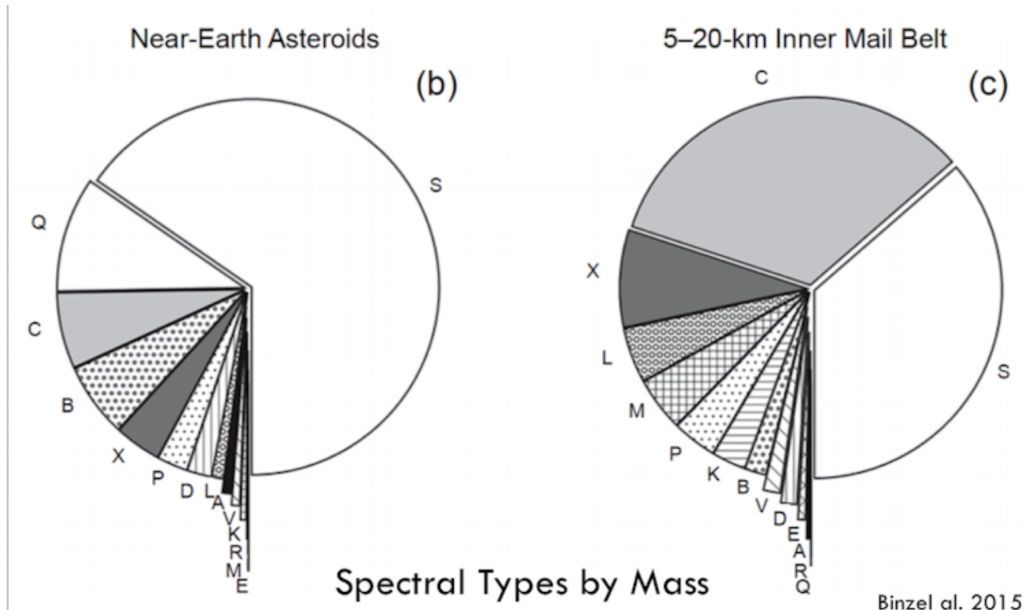 Near-Earth Asteroids
(b)
S
Q
C
B
X
P
D
L
A
V
K
R
M
E
5–20-km Inner Mail Belt
(c)
C
X
L
M
P
K
B
V
D
E
A
R
Q
S
Spectral Types by Mass
Binzel al. 2015